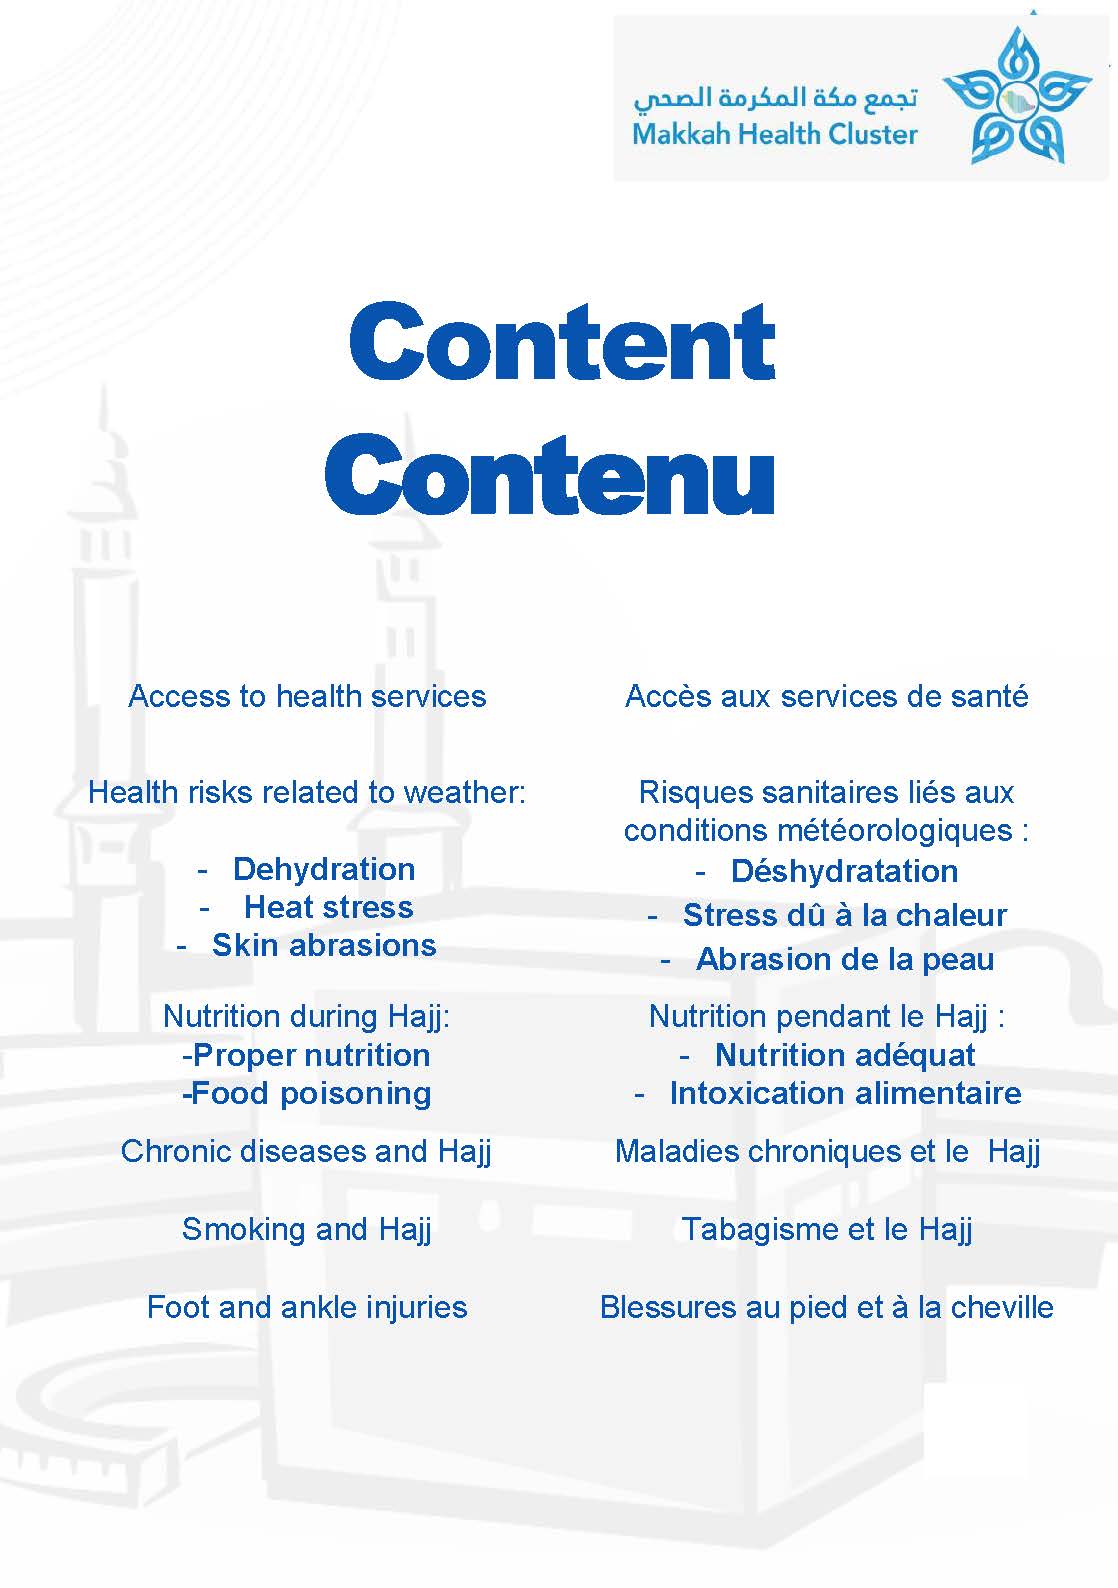 تجمع مكة المكرمة الصحي
Makkah Health Cluster
Content
Contenu
Access to health services
Accès aux services de santé
Health risks related to weather:
- Dehydration
- Heat stress
- Skin abrasions
Risques sanitaires liés aux
conditions météorologiques :
- Déshydratation
- Stress dû à la chaleur
- Abrasion de la peau
Nutrition during Hajj:
-Proper nutrition
-Food poisoning
Nutrition pendant le Hajj :
- Nutrition adéquat
- Intoxication alimentaire
Chronic diseases and Hajj
Maladies chroniques et le Hajj
Smoking and Hajj
Tabagisme et le Hajj
Foot and ankle injuries
Blessures au pied et à la cheville